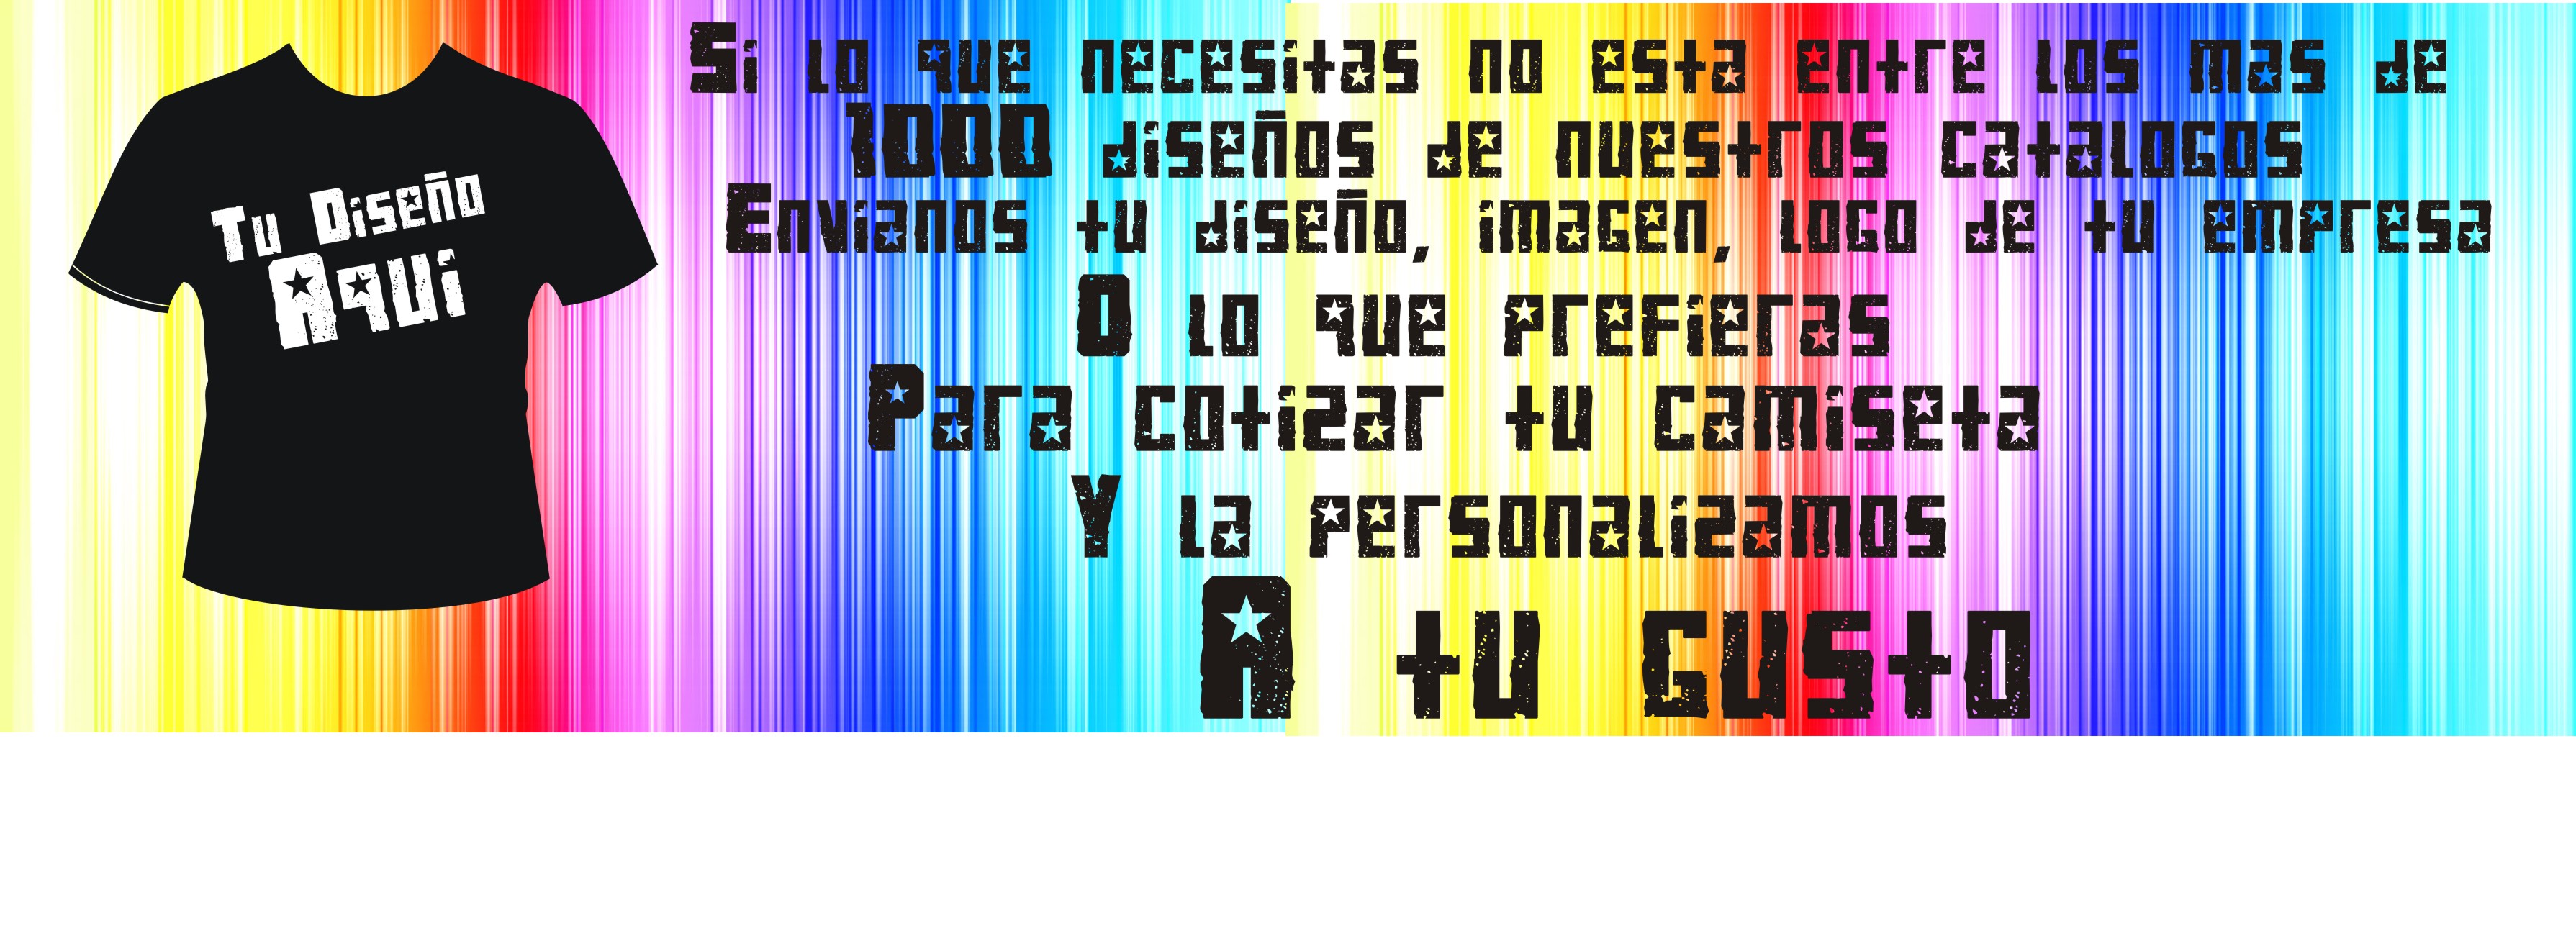 Tu Diseño
Aquí
Si lo que necesitas no esta entre los mas de
1000 diseños de nuestros catalogos
Envianos tu diseño, imagen, logo de tu empresa
O lo que prefieras
Para cotizar tu camiseta
Y la personalizamos
A tu gusto